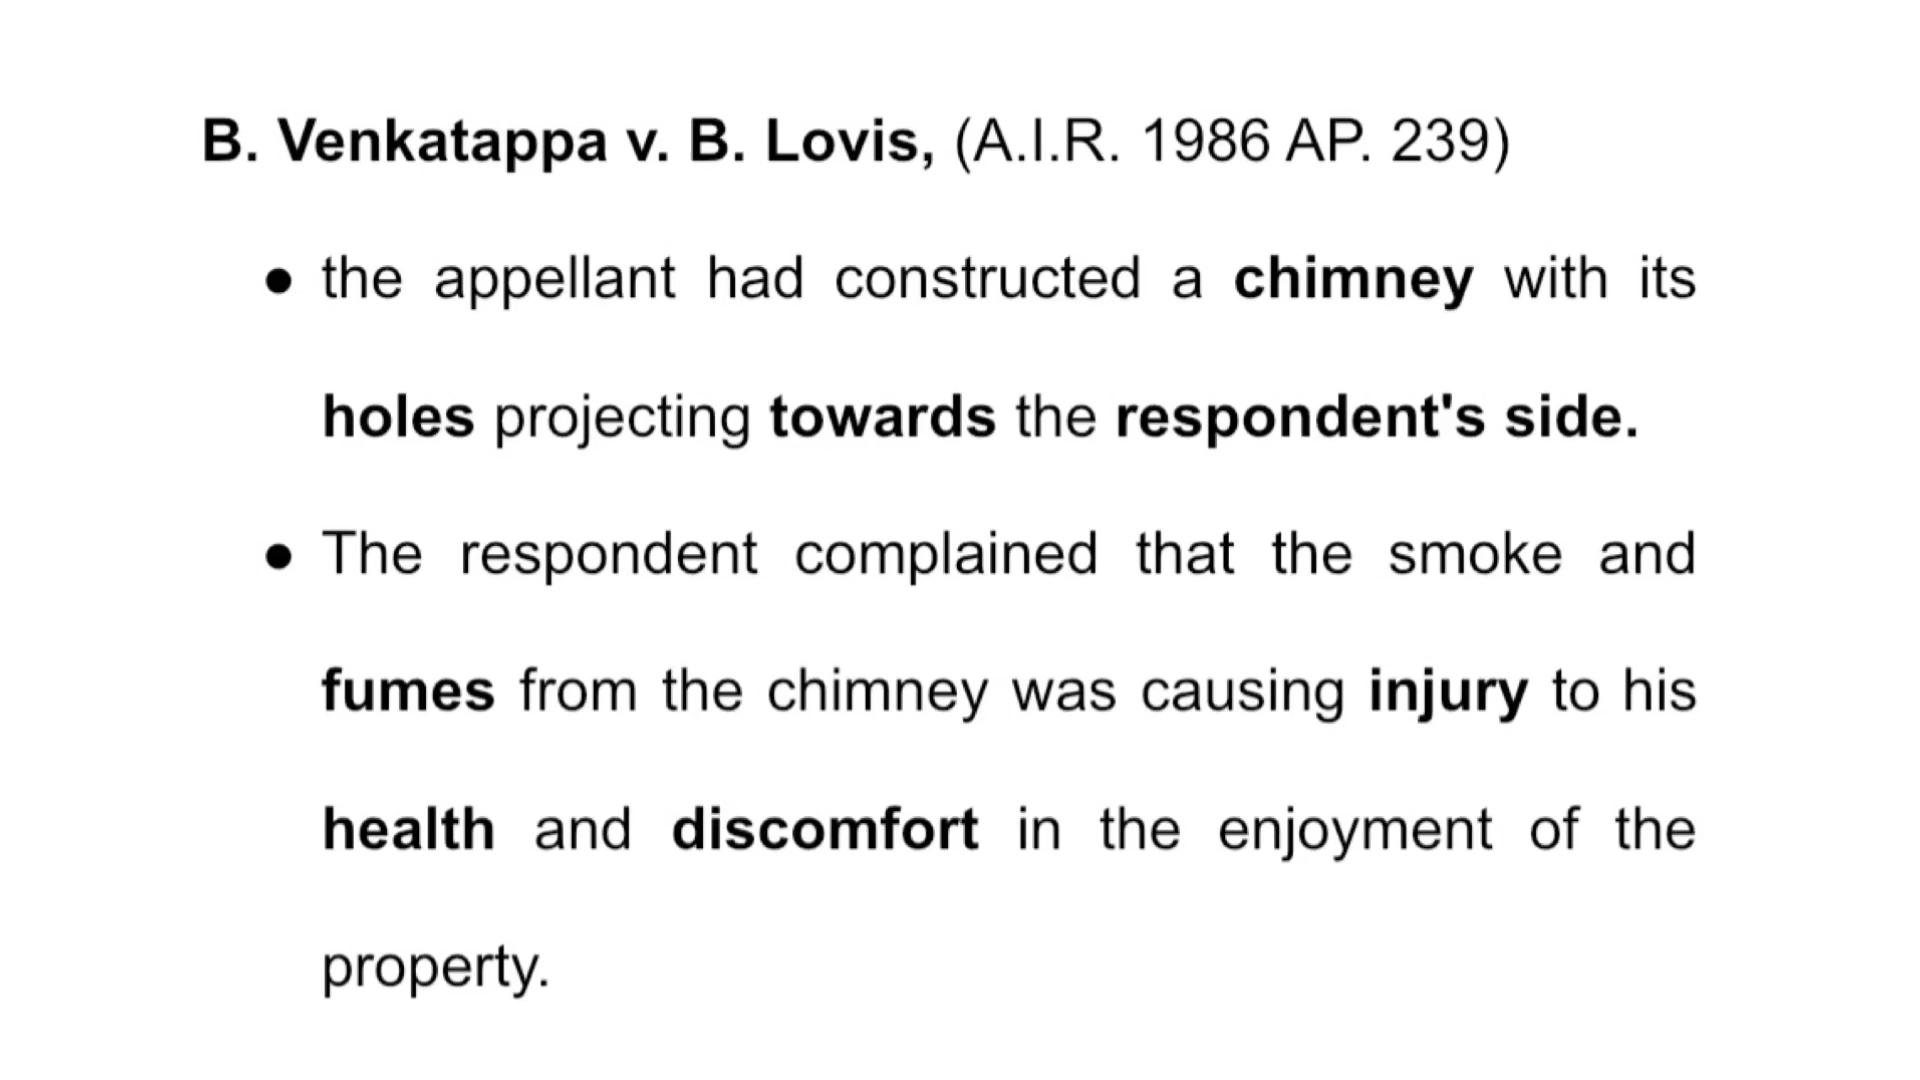 B. Venkatappa v. B. Lovis, (A.I.R. 1986 AP. 239)
● the appellant had constructed a chimney with its
holes projecting towards the respondent's side.
● The respondent complained that the smoke and
fumes from the chimney was causing injury to his
health and discomfort in the enjoyment of the
property.